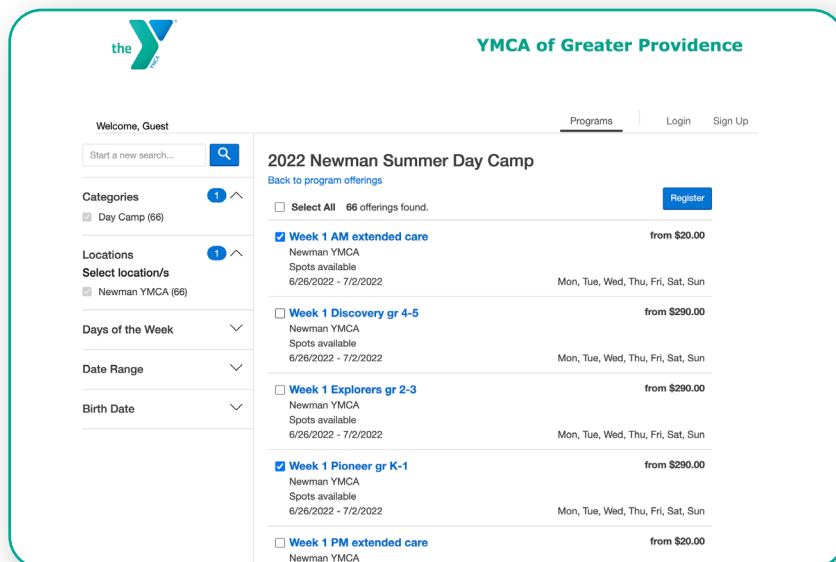 the
YMCA
YMCA of Greater Providence
Welcome, Guest
Programs
Login
Sign Up
Start a new search...
Categories
1
Day Camp (66)
Locations
1
Select location/s
Newman YMCA (66)
Days of the Week
Date Range
Birth Date
2022 Newman Summer Day Camp
Back to program offerings
Select All 66 offerings found.
Register
Week 1 AM extended care
from $20.00
Newman YMCA
Spots available
6/26/2022 - 7/2/2022
Mon, Tue, Wed, Thu, Fri, Sat, Sun
Week 1 Discovery gr 4-5
from $290.00
Newman YMCA
Spots available
6/26/2022 - 7/2/2022
Mon, Tue, Wed, Thu, Fri, Sat, Sun
Week 1 Explorers gr 2-3
from $290.00
Newman YMCA
Spots available
6/26/2022 - 7/2/2022
Mon, Tue, Wed, Thu, Fri, Sat, Sun
Week 1 Pioneer gr K-1
from $290.00
Newman YMCA
Spots available
6/26/2022 - 7/2/2022
Mon, Tue, Wed, Thu, Fri, Sat, Sun
Week 1 PM extended care
from $20.00
Newman YMCA